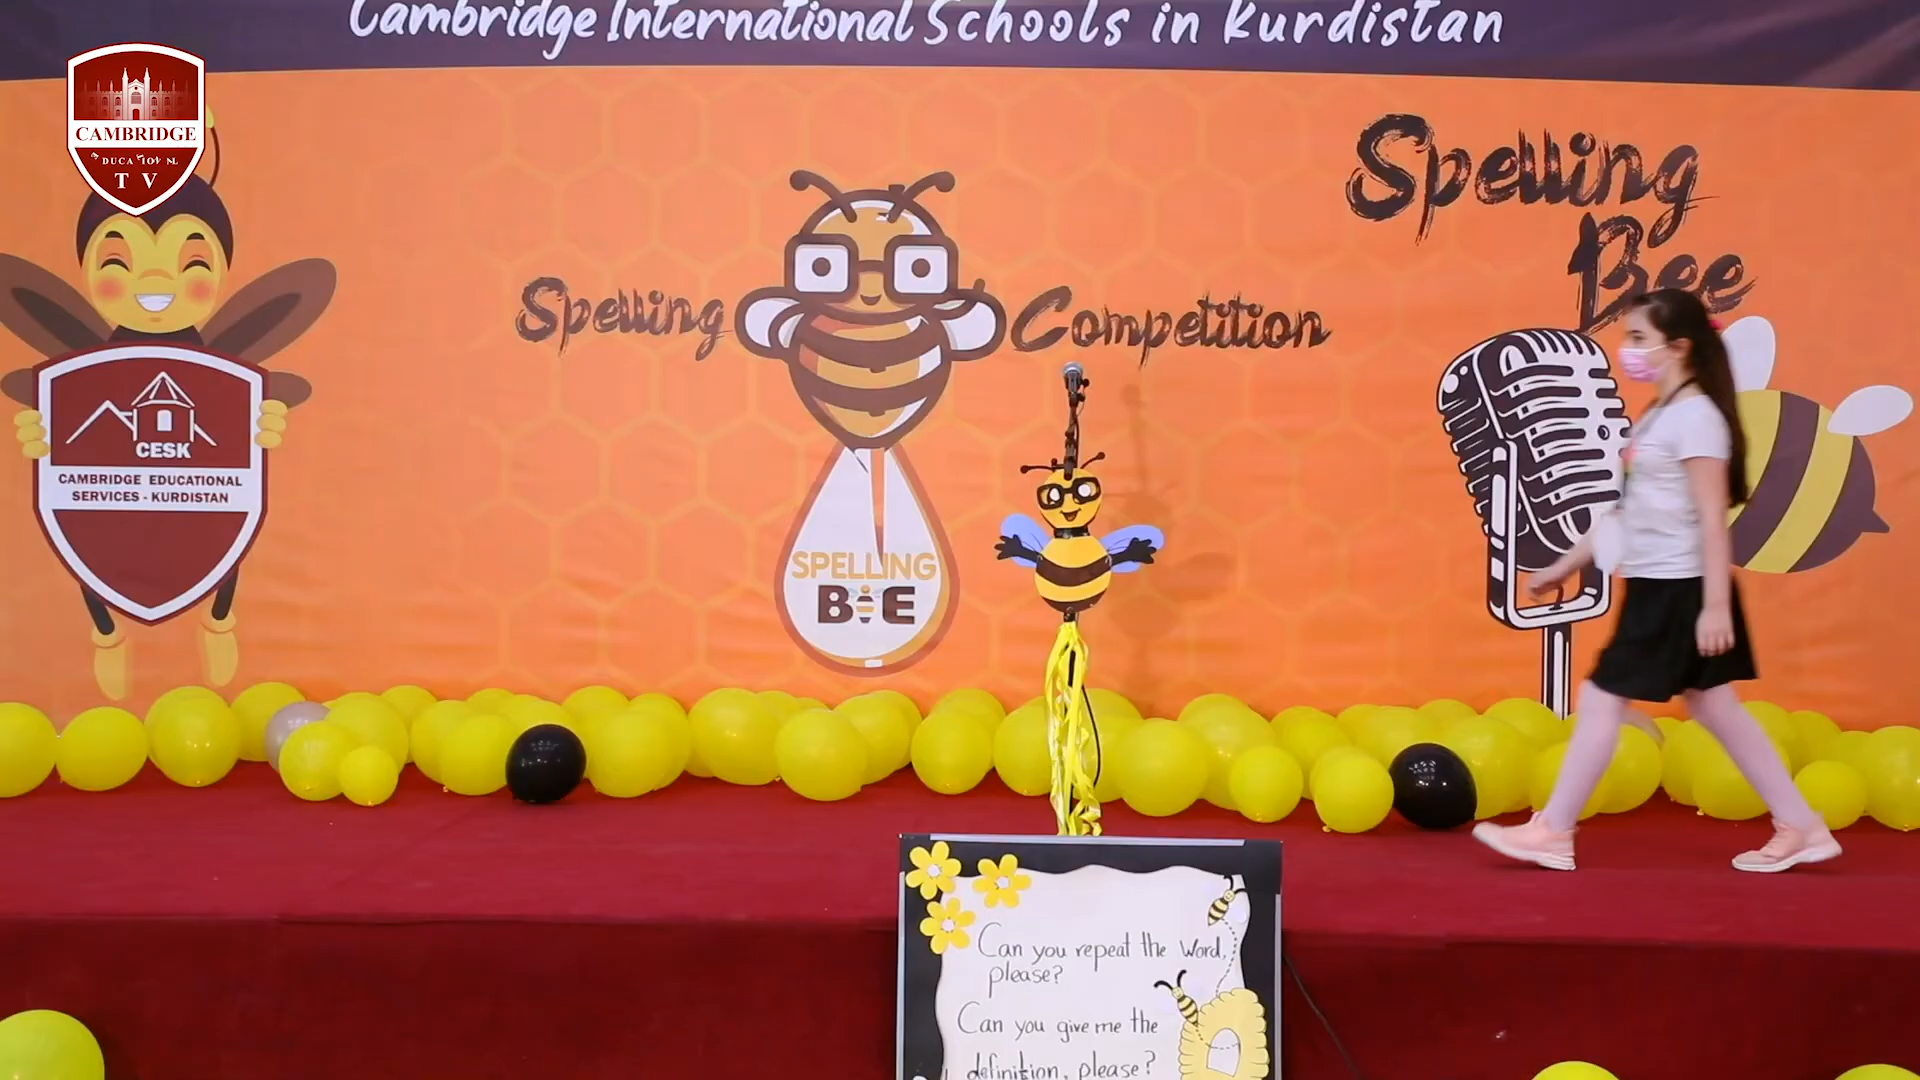 Cambridge International Schools in Kurdistan
CAMBRIDGE
TV
Spelling
Bee
Spelling Competition
CESK
CAMBRIDGE EDUCATIONAL
SERVICES - KURDISTAN
SPELLING
BEE
Can you repeat the word,
please?
Can you give me the
definition, please?